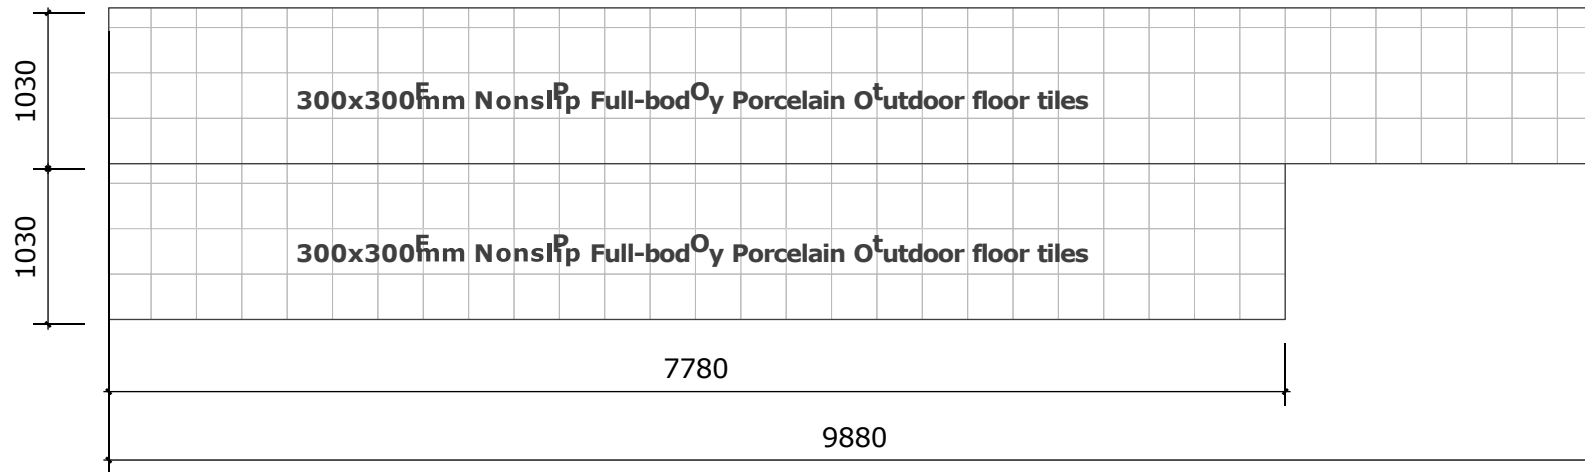 1030
300x300mm Nonslip Full-body Porcelain Outdoor floor tiles
F P O t
1030
300x300mm Nonslip Full-body Porcelain Outdoor floor tiles
F P O t
7780
9880